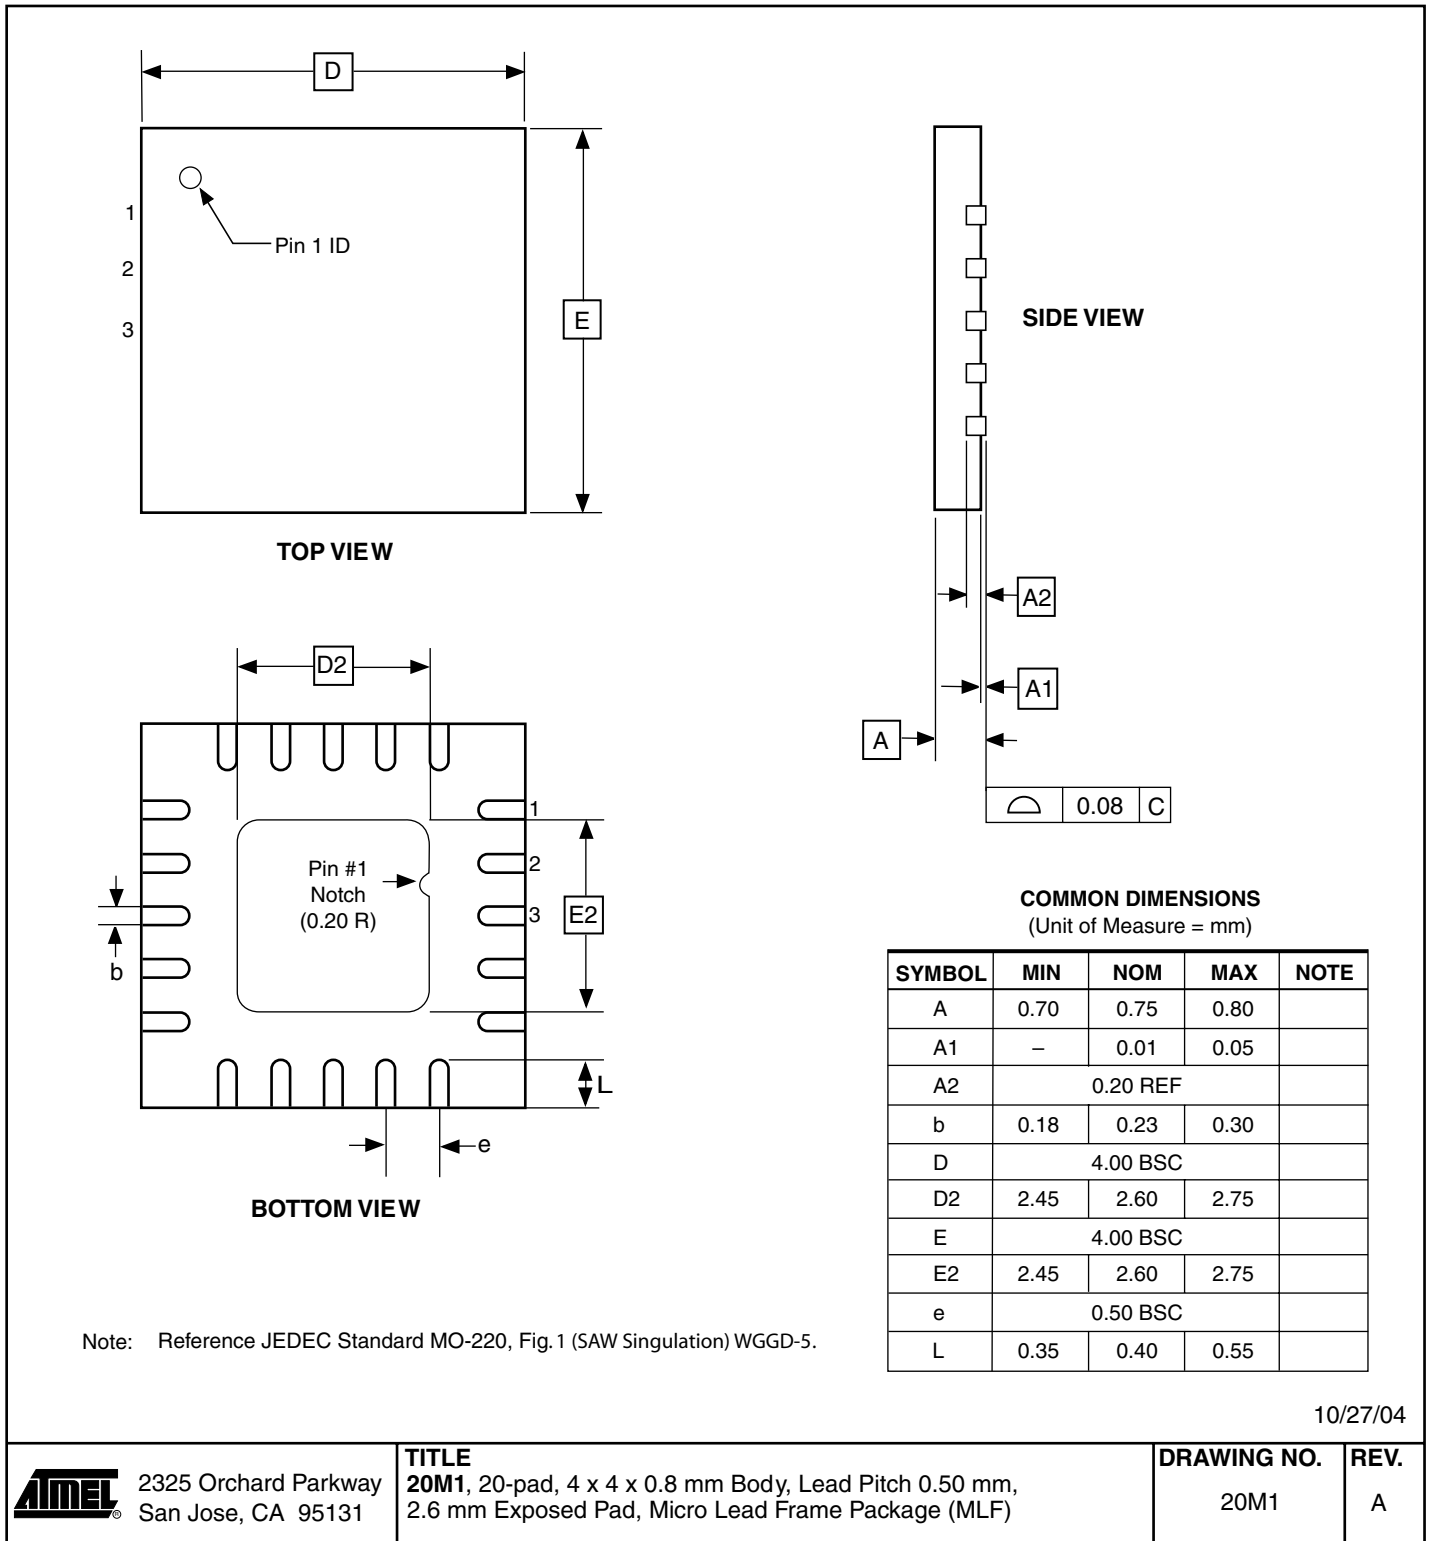 D
1
2
3
Pin 1 ID
E
TOP VIEW
SIDE VIEW
A2
A1
A
0.08 C
D2
1
2
3
Pin #1
Notch
(0.20 R)
E2
b
L
e
BOTTOM VIEW
COMMON DIMENSIONS
(Unit of Measure = mm)
SYMBOL MIN NOM MAX NOTE
A 0.70 0.75 0.80
A1 – 0.01 0.05
A2 0.20 REF
b 0.18 0.23 0.30
D 4.00 BSC
D2 2.45 2.60 2.75
E 4.00 BSC
E2 2.45 2.60 2.75
e 0.50 BSC
L 0.35 0.40 0.55
Note: Reference JEDEC Standard MO-220, Fig. 1 (SAW Singulation) WGGD-5.
10/27/04
ATMEL ®
2325 Orchard Parkway
San Jose, CA 95131
TITLE
20M1, 20-pad, 4 x 4 x 0.8 mm Body, Lead Pitch 0.50 mm,
2.6 mm Exposed Pad, Micro Lead Frame Package (MLF)
DRAWING NO.
20M1
REV.
A